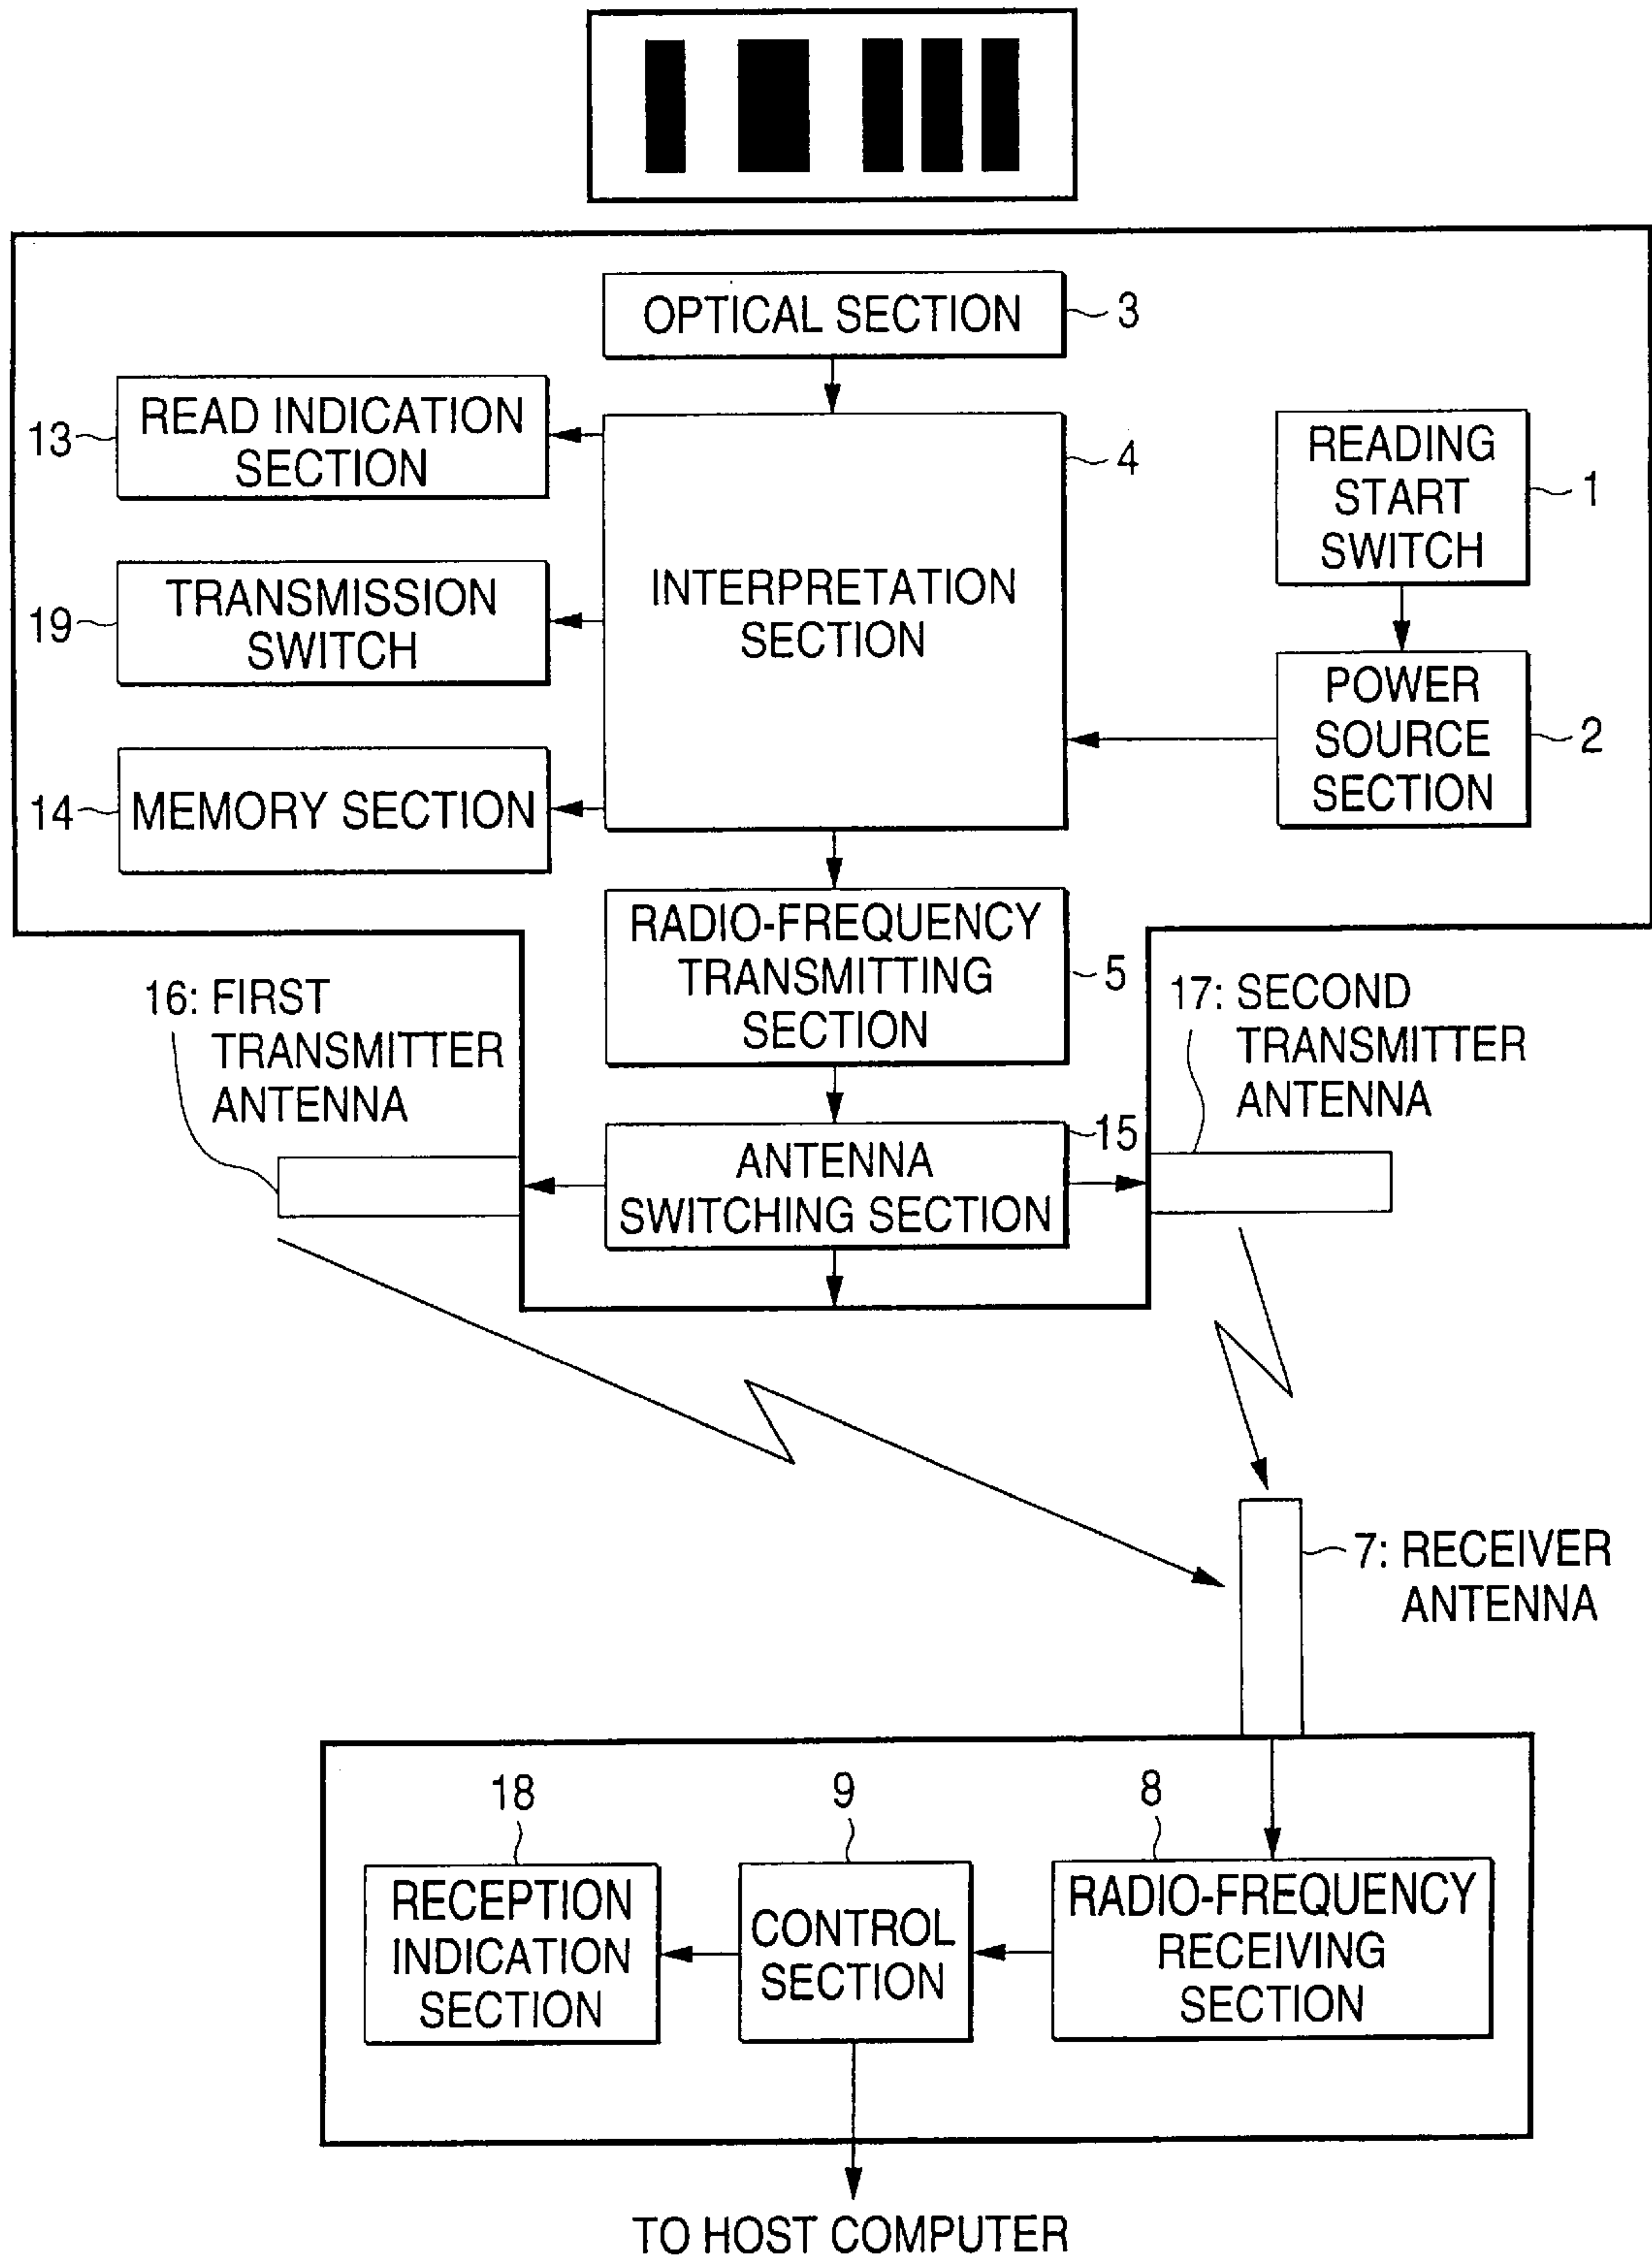 OPTICAL SECTION
3
READ INDICATION
SECTION
13
4
READING
START
SWITCH
1
INTERPRETATION
SECTION
TRANSMISSION
SWITCH
19
POWER
SOURCE
SECTION
2
MEMORY SECTION
14
RADIO-FREQUENCY
TRANSMITTING
SECTION
5
16: FIRST
TRANSMITTER
ANTENNA
17: SECOND
TRANSMITTER
ANTENNA
15
ANTENNA
SWITCHING SECTION
7: RECEIVER
ANTENNA
18
9
8
RECEPTION
INDICATION
SECTION
CONTROL
SECTION
RADIO-FREQUENCY
RECEIVING
SECTION
TO HOST COMPUTER